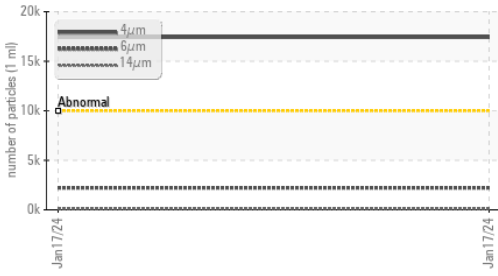 20k
4µm
6µm
14µm
15k
number of particles (1 ml)
Abnormal
10k
5k
0k
Jan17/24
Jan17/24